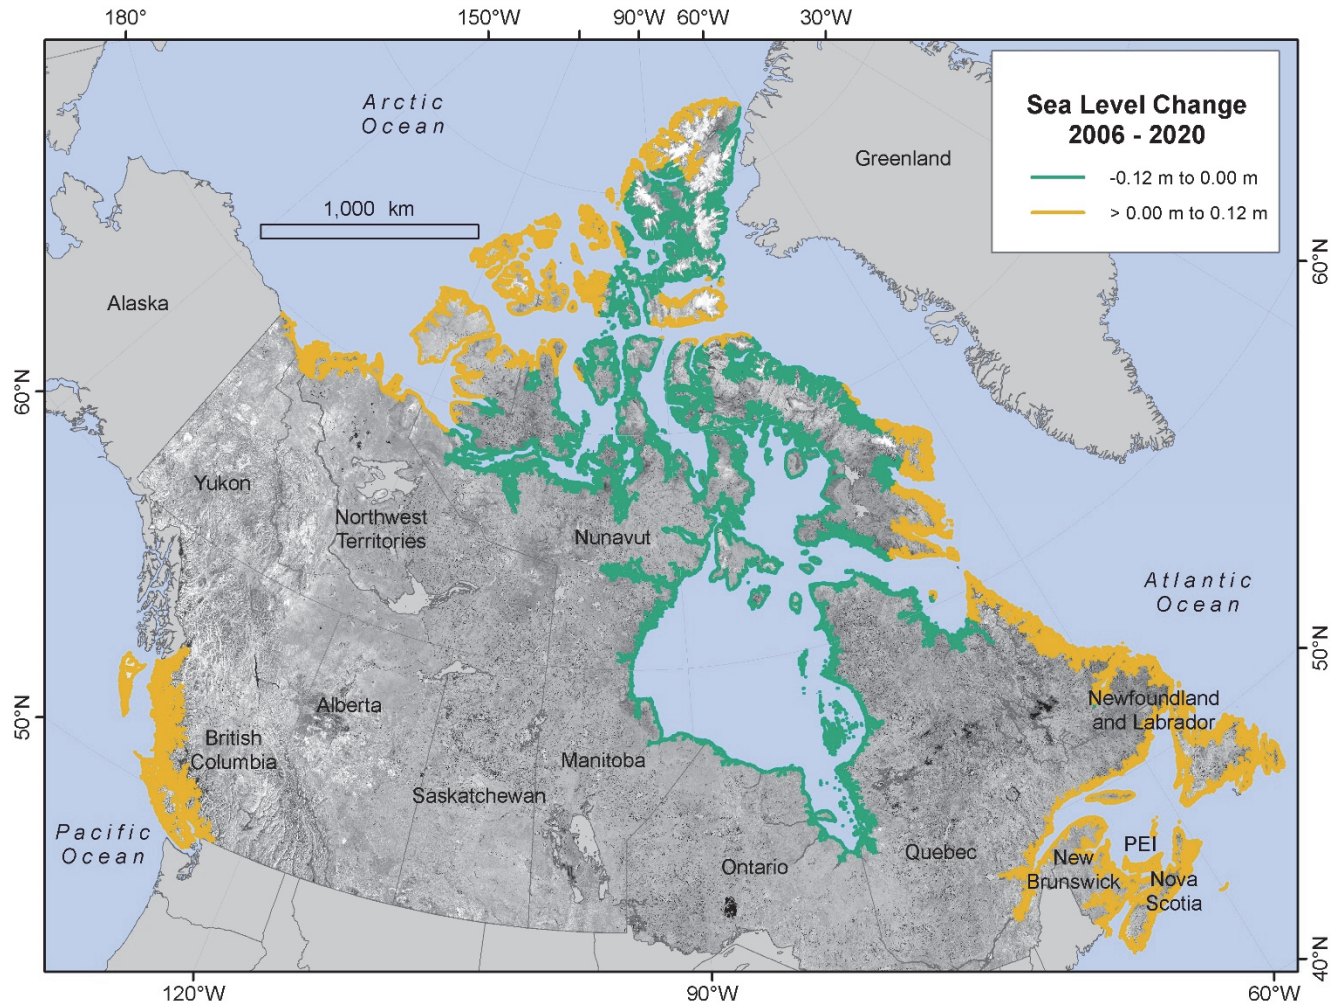 180°
150°W
90°W
60°W
30°W
Arctic
Ocean
Sea Level Change
2006 - 2020
-0.12 m to 0.00 m
> 0.00 m to 0.12 m
Greenland
1,000 km
Alaska
60°N
60°N
Yukon
Northwest
Territories
Nunavut
Atlantic
Ocean
50°N
50°N
Alberta
British
Columbia
Newfoundland
and Labrador
Manitoba
Saskatchewan
Pacific
Ocean
Ontario
Quebec
PEI
New
Brunswick
Nova
Scotia
40°N
120°W
90°W
60°W